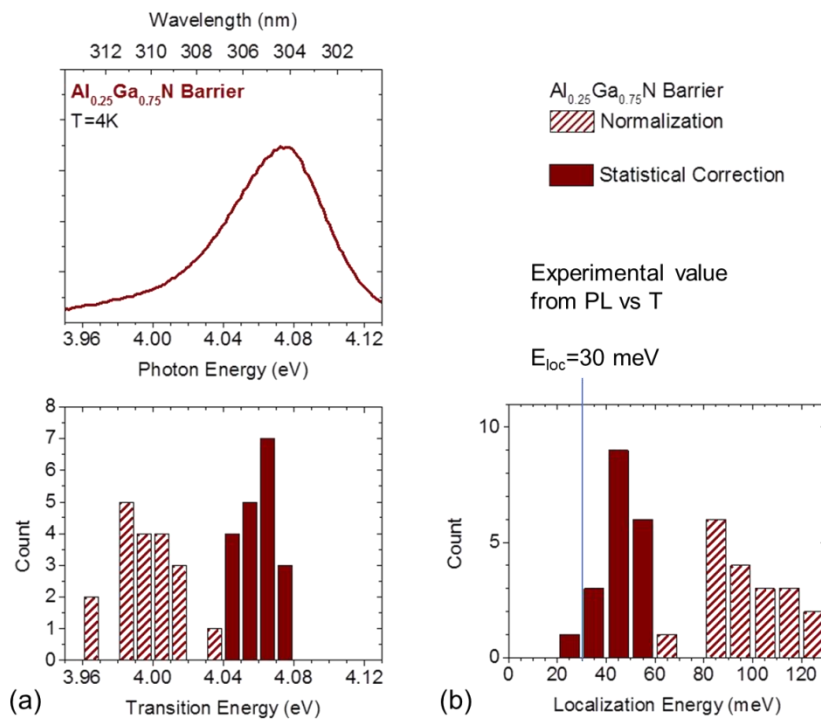 Wavelength (nm)
312 310 308 306 304 302
Al0.25Ga0.75N Barrier
T=4K
3.96 4.00 4.04 4.08 4.12
Photon Energy (eV)
Al0.25Ga0.75N Barrier
Normalization
Statistical Correction
Experimental value
from PL vs T
Eloc=30 meV
8
7
6
5
4
3
2
1
0
Count
3.96 4.00 4.04 4.08 4.12
Transition Energy (eV)
(a)
10
5
0
Count
0 20 40 60 80 100 120
Localization Energy (meV)
(b)